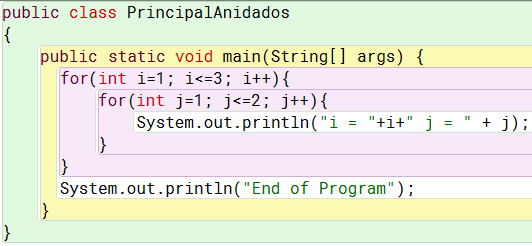 public class PrincipalAnidados
{
public static void main(String[] args) {
for(int i=1; i<=3; i++){
for(int j=1; j<=2; j++){
System.out.println("i = "+i+" j = " + j);
}
}
System.out.println("End of Program");
}
}